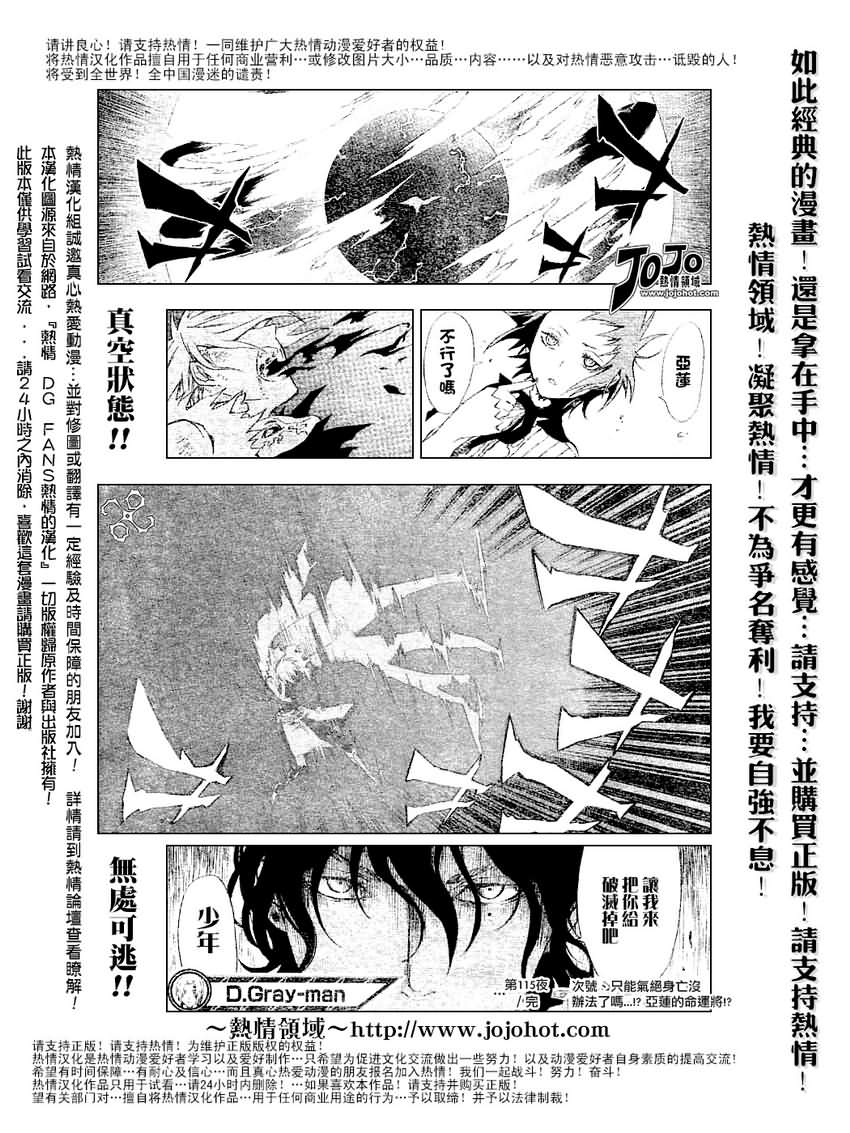 请讲良心！请支持热情！一同维护广大热情动漫爱好者的权益！
将热情汉化作品擅自用于任何商业营利…或修改图片大小…品质…内容……以及对热情恶意攻击…诋毁的人！
将受到全世界！全中国漫迷的谴责！
如此經典的漫畫！還是拿在手中…才更有感覺…請支持…並購買正版！請支持熱情！
熱情領域！凝聚熱情！不為爭名奪利！我要自強不息！
JOJO
熱情領域
www.jojohot.com
亞蓮
不行了嗎
真空狀態!!
熱情漢化組誠邀真心熱愛動漫…並對修圖或翻譯有一定經驗及時間保障的朋友加入！ 詳情請到熱情論壇查看瞭解！
本漢化圖源來自於網路．『熱情 DG FANS熱情的漢化』一切版權歸原作者與出版社擁有！
此版本僅供學習試看交流...請24小時之內消除．喜歡這套漫畫請購買正版！謝謝
讓我來
把你給
破滅掉吧
少年
無處可逃!!
D.Gray-man
第115夜
／完
次號
只能氣絕身亡沒
辦法了嗎...!? 亞蓮的命運將!?
～熱情領域～http://www.jojohot.com
请支持正版！请支持热情！为维护正版版权的权益！
热情汉化是热情动漫爱好者学习以及爱好制作…只希望为促进文化交流做出一些努力！以及动漫爱好者自身素质的提高交流！
希望有时间保障…有耐心及信心…而且真心热爱动漫的朋友报名加入热情！我们一起战斗！努力！奋斗！
热情汉化作品只用于试看…请24小时内删除！…如果喜欢本作品！请支持并购买正版！
望有关部门对…擅自将热情汉化作品…用于任何商业用途的行为…予以取缔！并予以法律制裁！